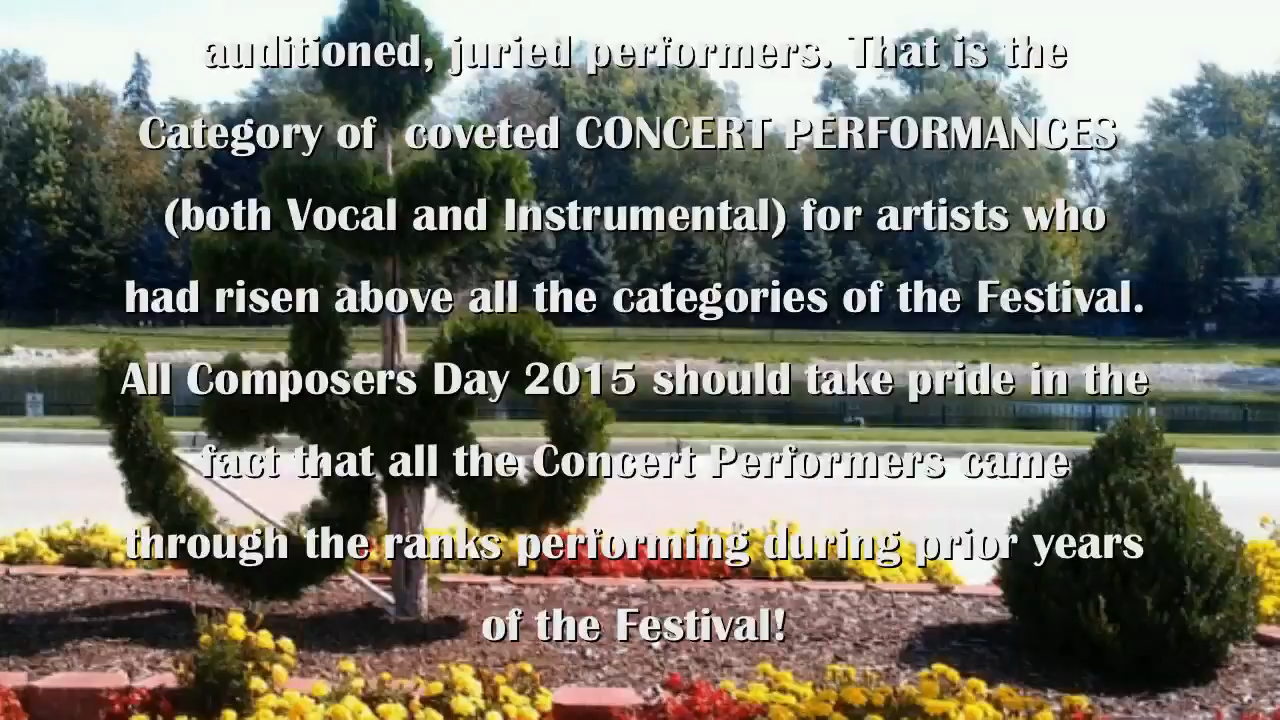 auditioned, juried performers. That is the
Category of coveted CONCERT PERFORMANCES
(both Vocal and Instrumental) for artists who
had risen above all the categories of the Festival.
All Composers Day 2015 should take pride in the
fact that all the Concert Performers came
through the ranks performing during prior years
of the Festival!